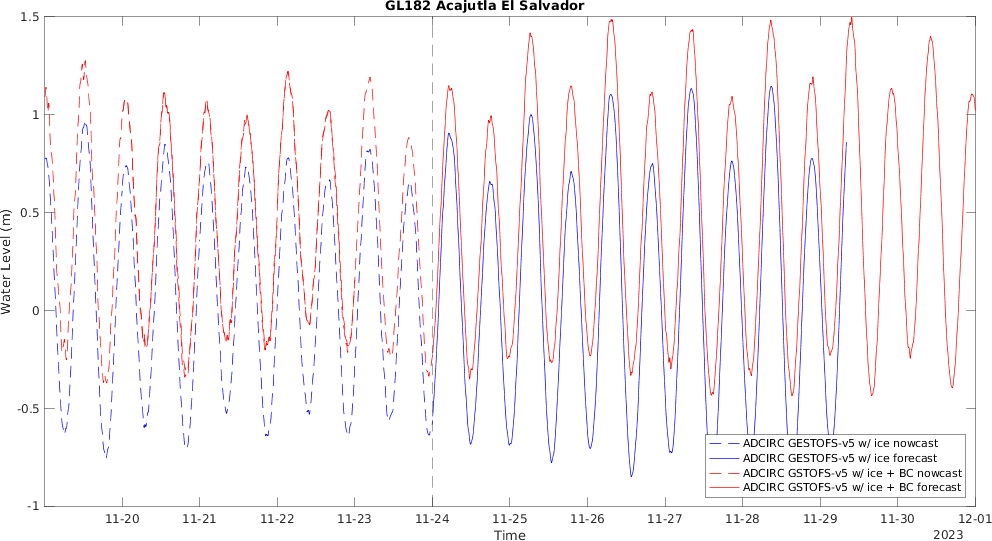 GL182 Acajutla El Salvador
1.5
1
0.5
0
-0.5
-1
Water Level (m)
11-20
11-21
11-22
11-23
11-24
11-25
11-26
11-27
11-28
11-29
11-30
12-01
Time
2023
ADCIRC GESTOFS-v5 w/ ice nowcast
ADCIRC GESTOFS-v5 w/ ice forecast
ADCIRC GSTOFS-v5 w/ ice + BC nowcast
ADCIRC GSTOFS-v5 w/ ice + BC forecast